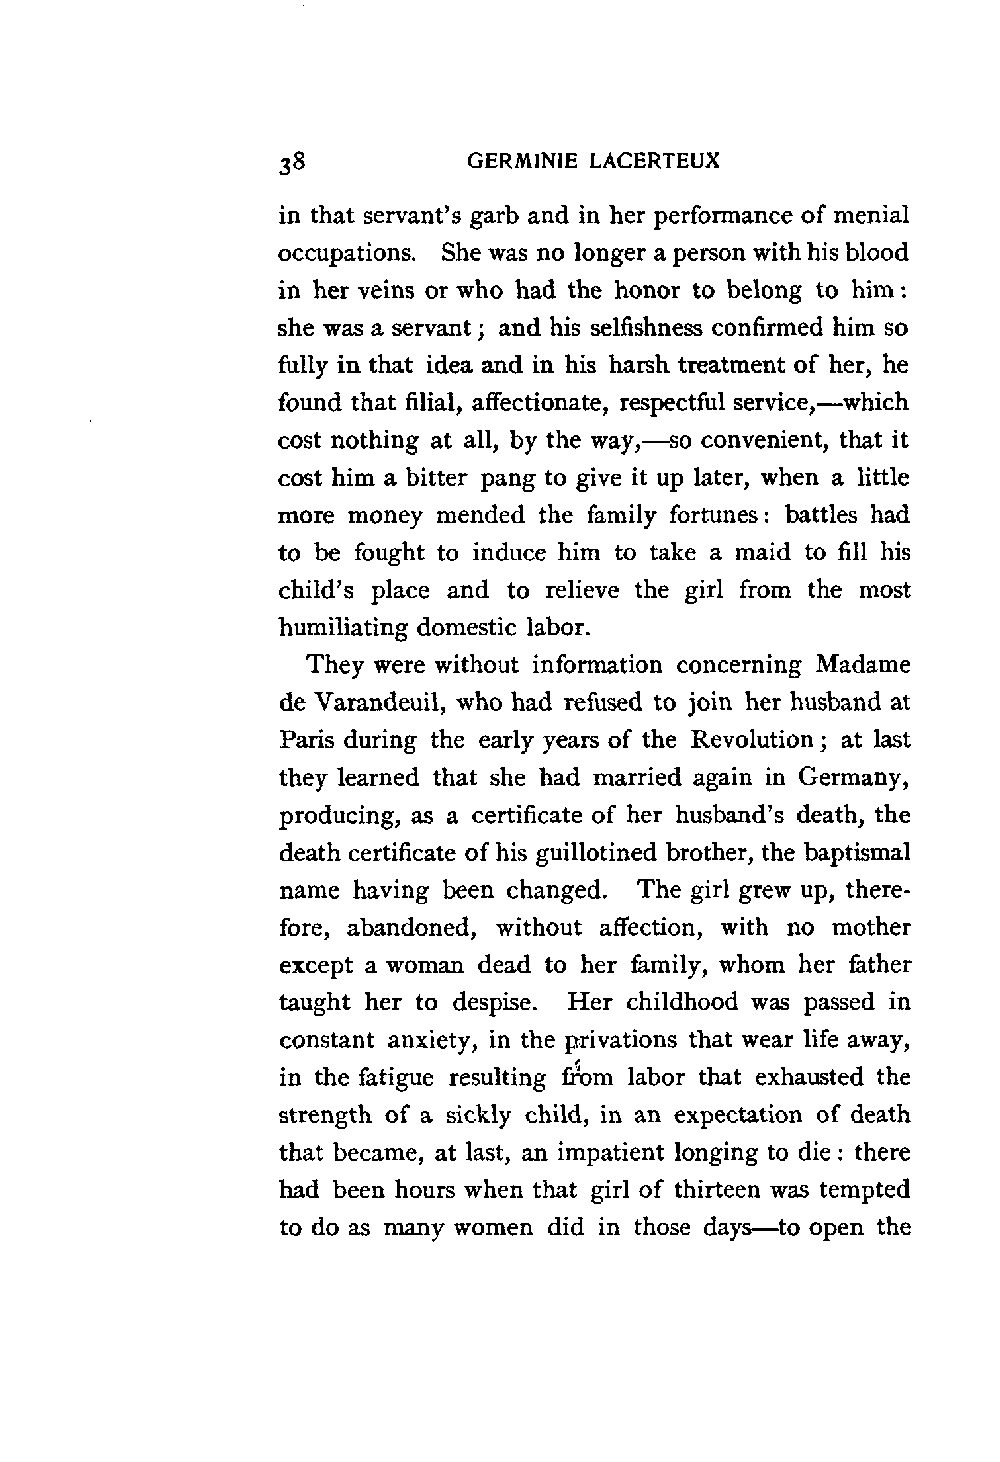 38 GERMINIE LACERTEUX
in that servant's garb and in her performance of menial
occupations. She was no longer a person with his blood
in her veins or who had the honor to belong to him:
she was a servant; and his selfishness confirmed him so
fully in that idea and in his harsh treatment of her, he
found that filial, affectionate, respectful service,—which
cost nothing at all, by the way,—so convenient, that it
cost him a bitter pang to give it up later, when a little
more money mended the family fortunes: battles had
to be fought to induce him to take a maid to fill his
child's place and to relieve the girl from the most
humiliating domestic labor.
They were without information concerning Madame
de Varandeuil, who had refused to join her husband at
Paris during the early years of the Revolution; at last
they learned that she had married again in Germany,
producing, as a certificate of her husband's death, the
death certificate of his guillotined brother, the baptismal
name having been changed. The girl grew up, there-
fore, abandoned, without affection, with no mother
except a woman dead to her family, whom her father
taught her to despise. Her childhood was passed in
constant anxiety, in the privations that wear life away,
in the fatigue resulting from labor that exhausted the
strength of a sickly child, in an expectation of death
that became, at last, an impatient longing to die: there
had been hours when that girl of thirteen was tempted
to do as many women did in those days—to open the